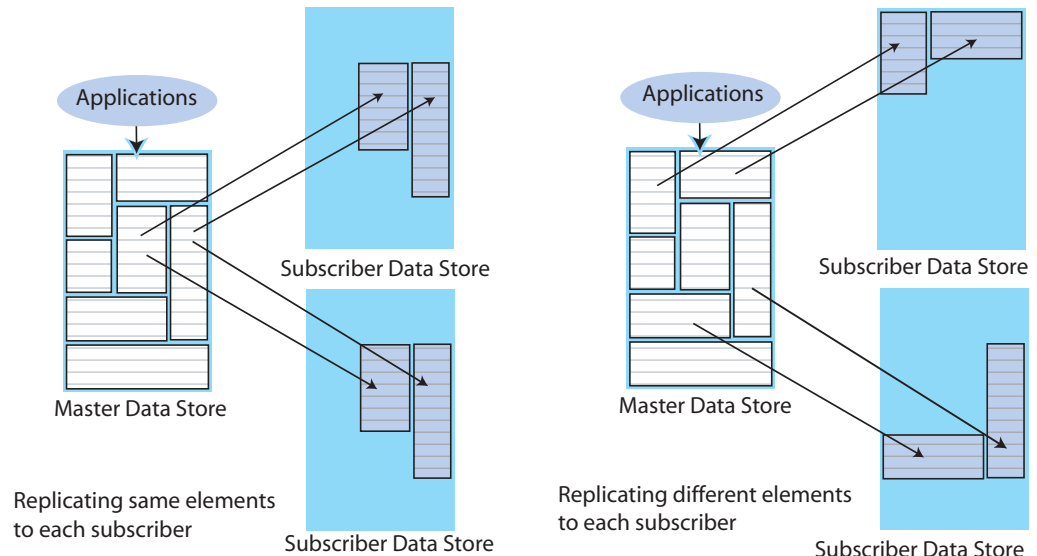 Applications
Subscriber Data Store
Master Data Store
Replicating same elements
to each subscriber
Subscriber Data Store
Applications
Subscriber Data Store
Master Data Store
Replicating different elements
to each subscriber
Subscriber Data Store